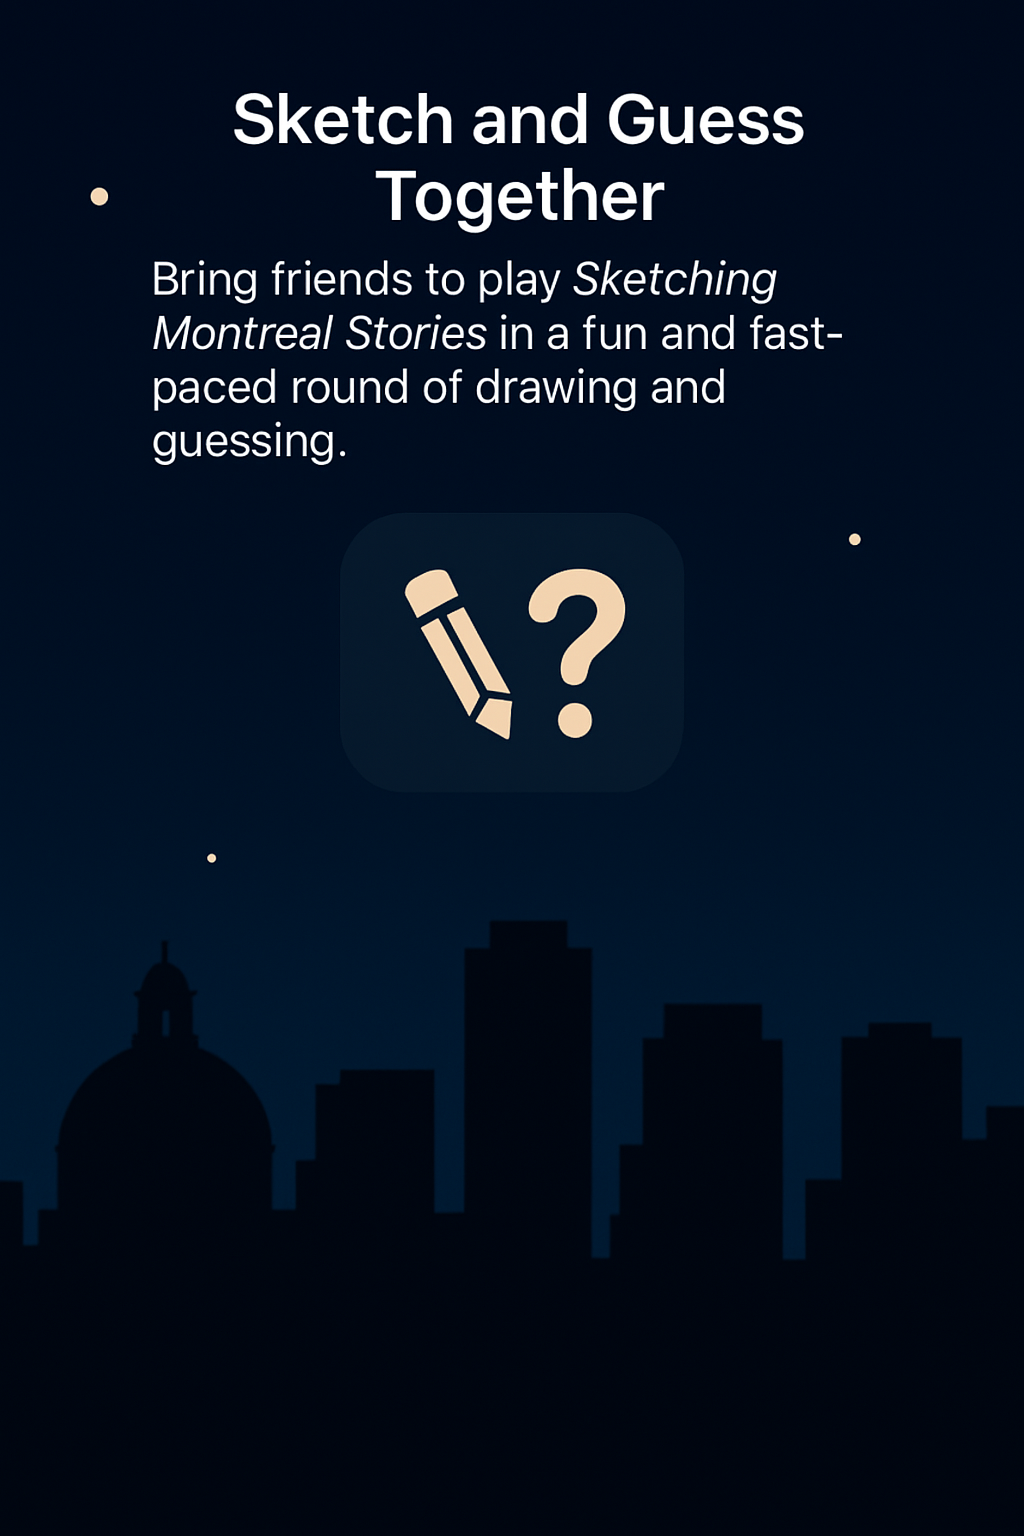 Sketch and Guess
Together
Bring friends to play Sketching
Montreal Stories in a fun and fast-
paced round of drawing and
guessing.
?